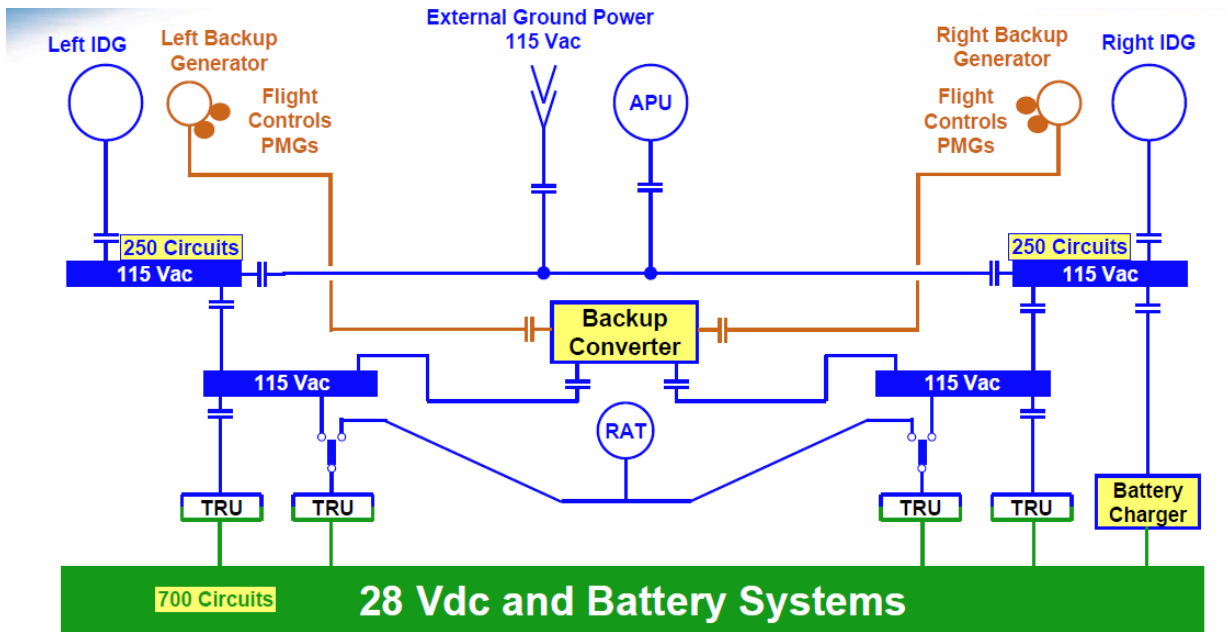 External Ground Power
115 Vac
Left IDG
Left Backup
Generator
Right Backup
Generator
Right IDG
Flight
Controls
PMGs
APU
Flight
Controls
PMGs
250 Circuits
115 Vac
250 Circuits
115 Vac
Backup
Converter
115 Vac
115 Vac
RAT
TRU
TRU
TRU
TRU
Battery
Charger
700 Circuits
28 Vdc and Battery Systems